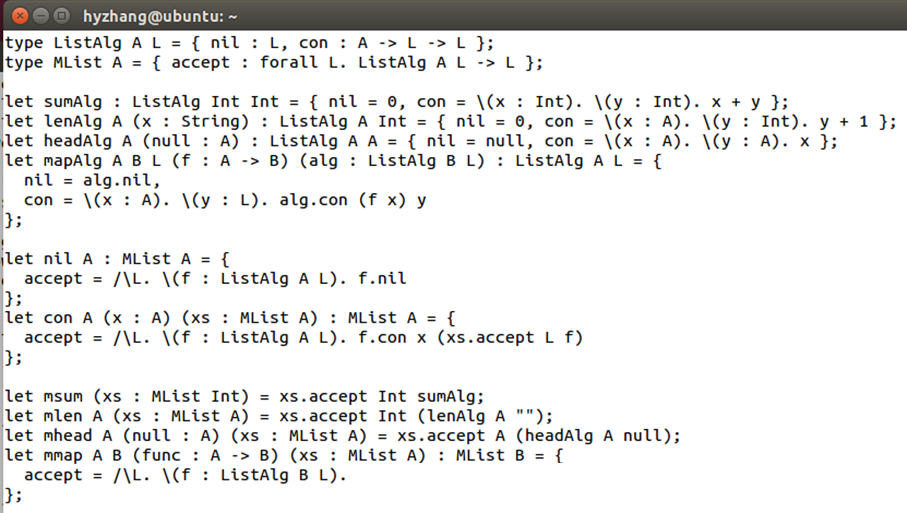 hyzhang@ubuntu: ~
type ListAlg A L = { nil : L, con : A -> L -> L };
type MList A = { accept : forall L. ListAlg A L -> L };
let sumAlg : ListAlg Int Int = { nil = 0, con = \(x : Int). \(y : Int). x + y };
let lenAlg A (x : String) : ListAlg A Int = { nil = 0, con = \(x : A). \(y : Int). y + 1 };
let headAlg A (null : A) : ListAlg A A = { nil = null, con = \(x : A). \(y : A). x };
let mapAlg A B L (f : A -> B) (alg : ListAlg B L) : ListAlg A L = {
  nil = alg.nil,
  con = \(x : A). \(y : L). alg.con (f x) y
};
let nil A : MList A = {
  accept = /\L. \(f : ListAlg A L). f.nil
};
let con A (x : A) (xs : MList A) : MList A = {
  accept = /\L. \(f : ListAlg A L). f.con x (xs.accept L f)
};
let msum (xs : MList Int) = xs.accept Int sumAlg;
let mlen A (xs : MList A) = xs.accept Int (lenAlg A "");
let mhead A (null : A) (xs : MList A) = xs.accept A (headAlg A null);
let mmap A B (func : A -> B) (xs : MList A) : MList B = {
  accept = /\L. \(f : ListAlg B L).
};